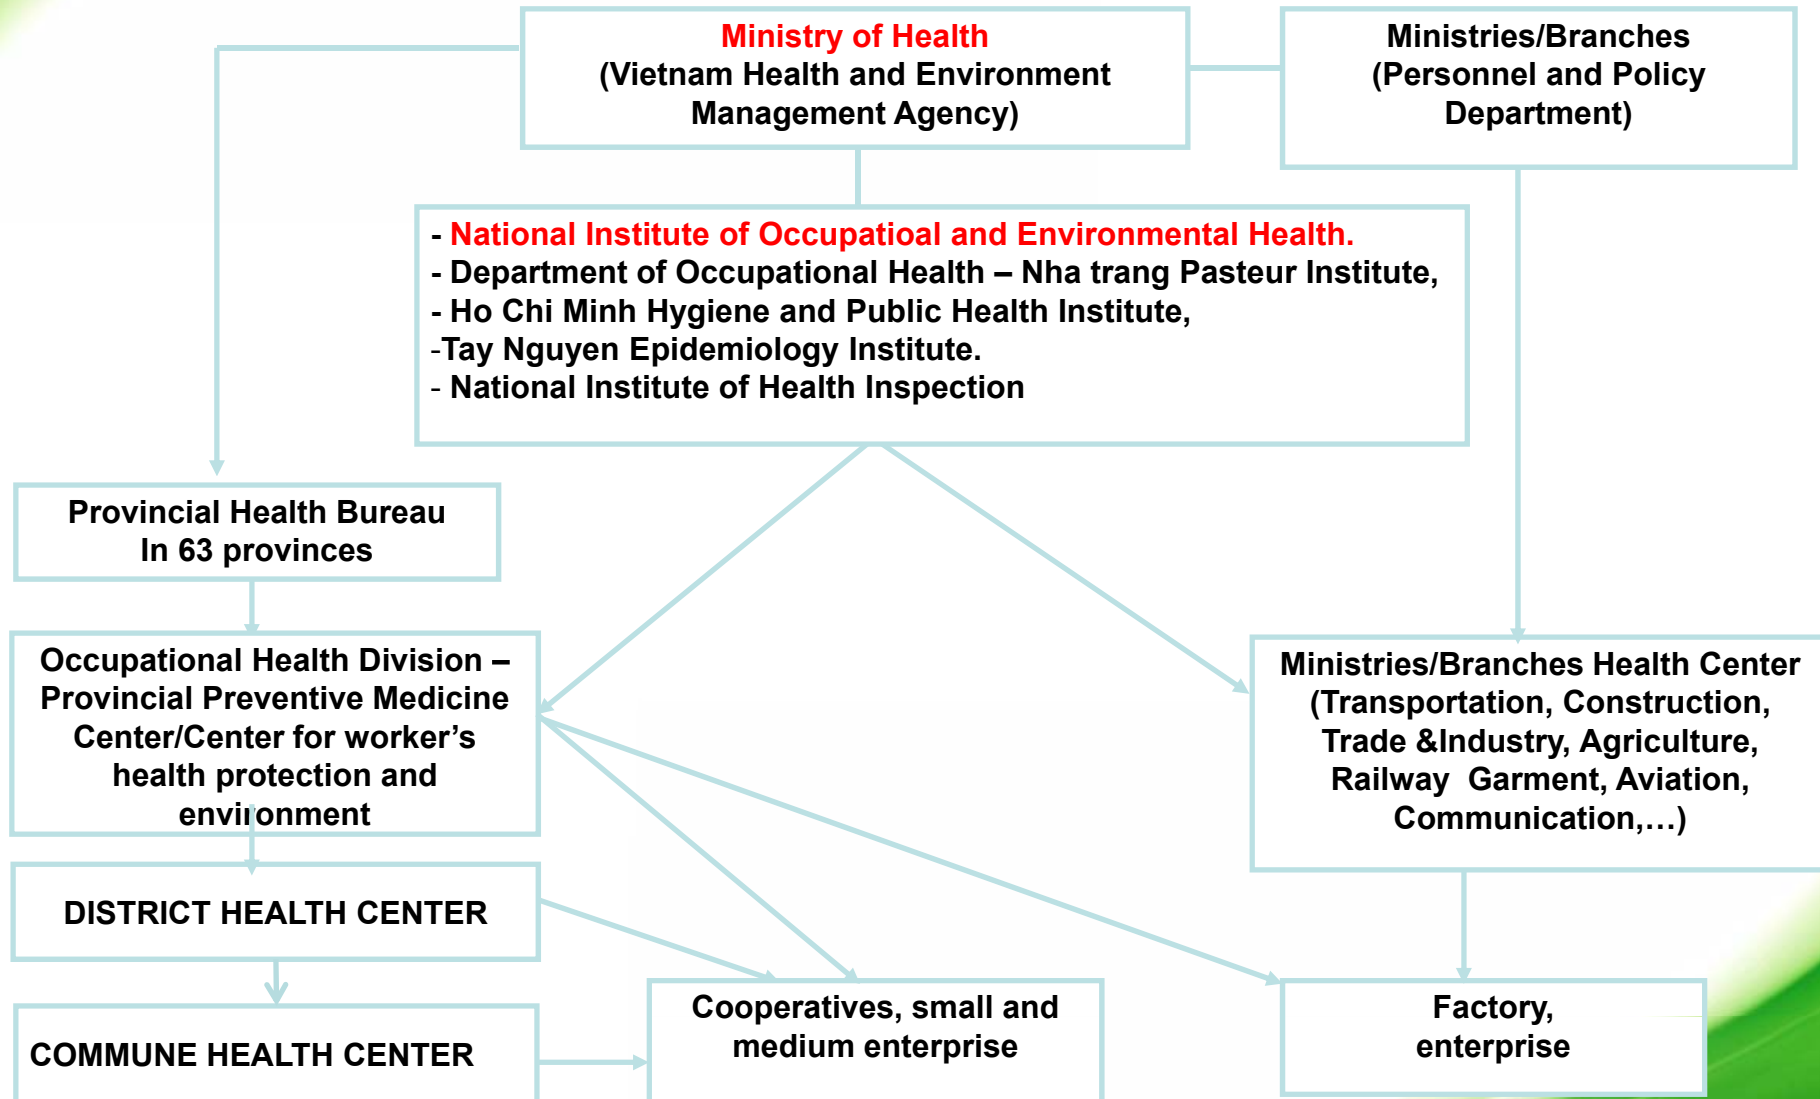 Ministry of Health
(Vietnam Health and Environment
Management Agency)
Ministries/Branches
(Personnel and Policy
Department)
- National Institute of Occupatioal and Environmental Health.
- Department of Occupational Health – Nha trang Pasteur Institute,
- Ho Chi Minh Hygiene and Public Health Institute,
-Tay Nguyen Epidemiology Institute.
- National Institute of Health Inspection
Provincial Health Bureau
In 63 provinces
Occupational Health Division –
Provincial Preventive Medicine
Center/Center for worker’s
health protection and
environment
Ministries/Branches Health Center
(Transportation, Construction,
Trade &Industry, Agriculture,
Railway  Garment, Aviation,
Communication,…)
DISTRICT HEALTH CENTER
COMMUNE HEALTH CENTER
Cooperatives, small and
medium enterprise
Factory,
enterprise